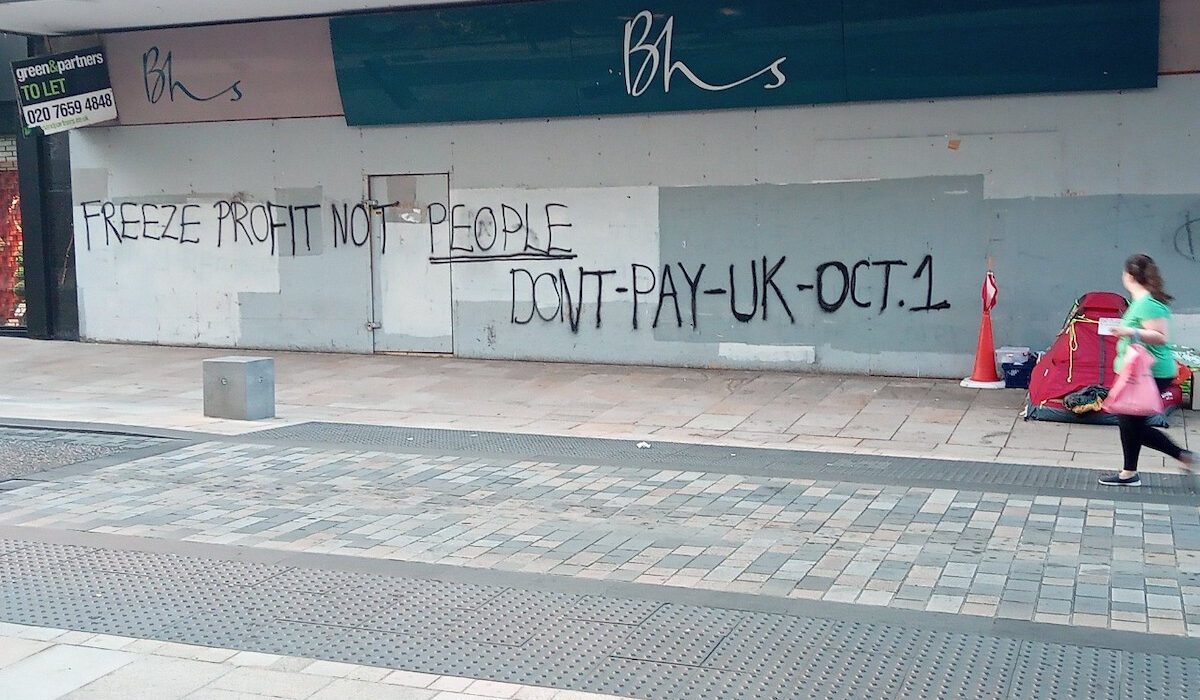 green&partners
TO LET
020 7659 4848
Bhs
Bhs
FREEZE PROFIT NOT PEOPLE
DONT-PAY-UK-OCT.1